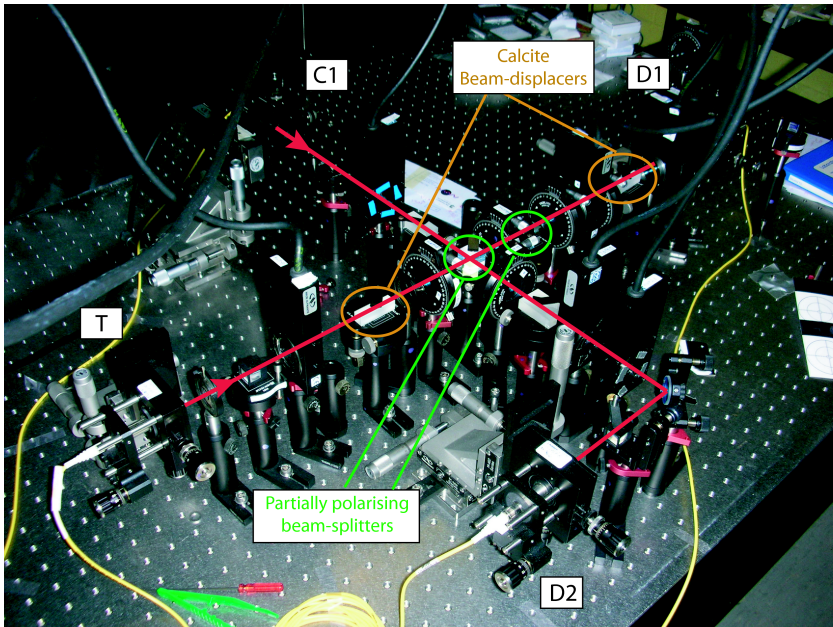 C1
Calcite
Beam-displacers
D1
T
Partially polarising
beam-splitters
D2